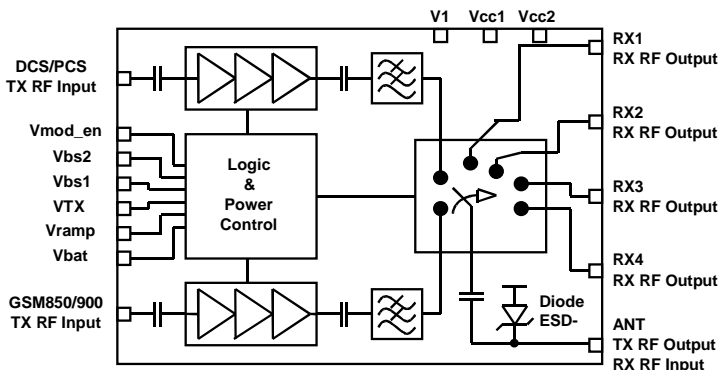 V1 Vcc1 Vcc2
DCS/PCS
TX RF Input
Vmod_en
Vbs2
Vbs1
VTX
Vramp
Vbat
GSM850/900
TX RF Input
Logic
&
Power
Control
Diode
ESD-
RX1
RX RF Output
RX2
RX RF Output
RX3
RX RF Output
RX4
RX RF Output
ANT
TX RF Output
RX RF Input